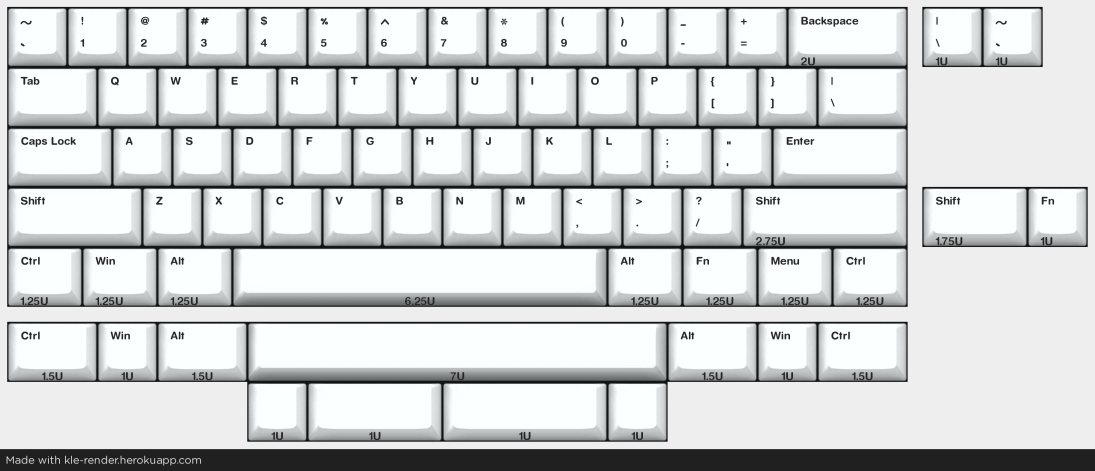 ~ ! @ # $ % ^ & * ( ) _ + Backspace | ~
` 1 2 3 4 5 6 7 8 9 0 - = \ `
2U 1U 1U
Tab Q W E R T Y U I O P { } |
[ ] \
Caps Lock A S D F G H J K L : " Enter
; '
Shift Z X C V B N M < > ? Shift Shift Fn
, . /
2.75U 1.75U 1U
Ctrl Win Alt Alt Fn Menu Ctrl
1.25U 1.25U 1.25U 6.25U 1.25U 1.25U 1.25U 1.25U
Ctrl Win Alt Alt Win Ctrl
1.5U 1U 1.5U 7U 1.5U 1U 1.5U
1U 1U 1U 1U
Made with kle-render.herokuapp.com